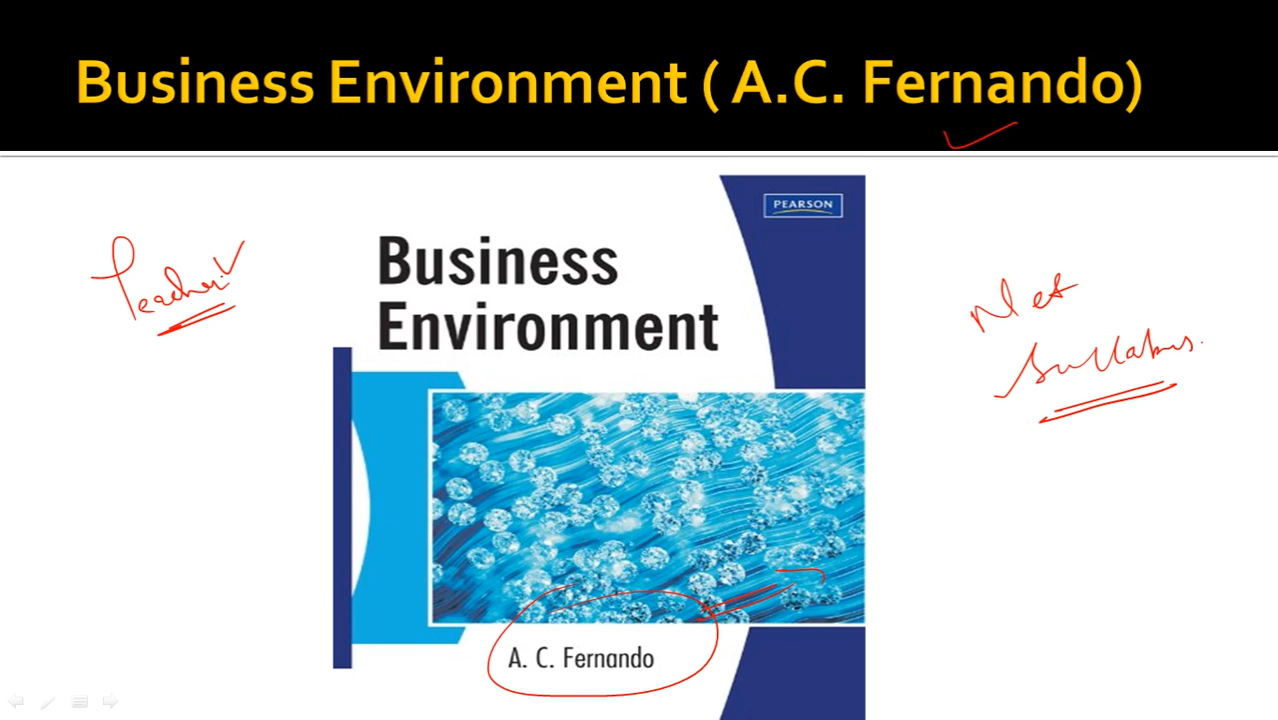 Business Environment ( A.C. Fernando)
PEARSON
Business
Environment
Teacher
Net
Syllabus.
A. C. Fernando